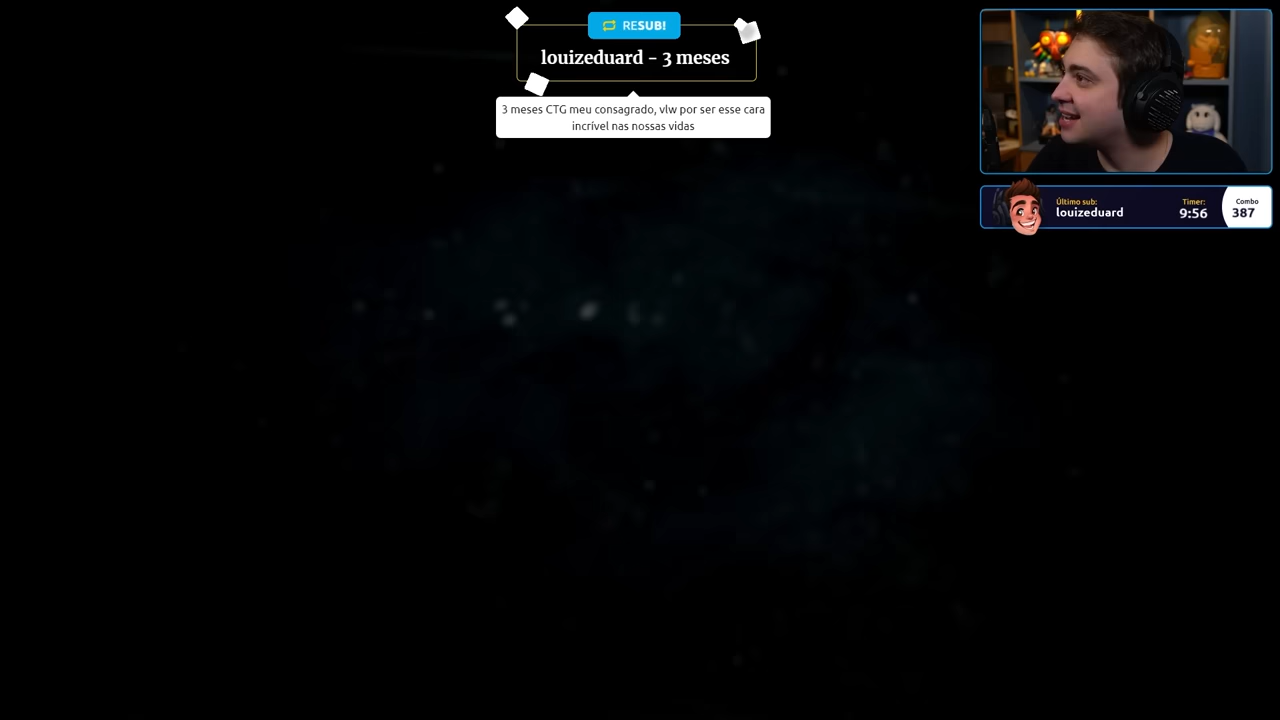 RESUB!
louizeduard - 3 meses
3 meses CTG meu consagrado, vlw por ser esse cara
incrível nas nossas vidas
Último sub:
louizeduard
Timer:
9:56
Combo
387